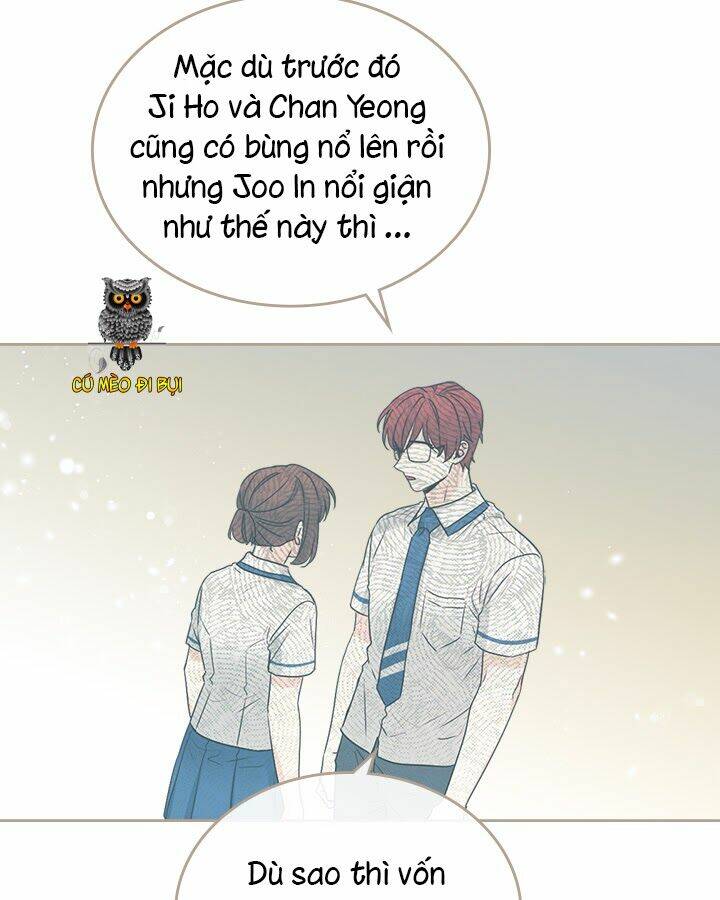 Mặc dù trước đó
Ji Ho và Chan Yeong
cũng có bùng nổ lên rồi
nhưng Joo In nổi giận
như thế này thì ...
CÚ MÈO ĐI BỤI
Dù sao thì vốn